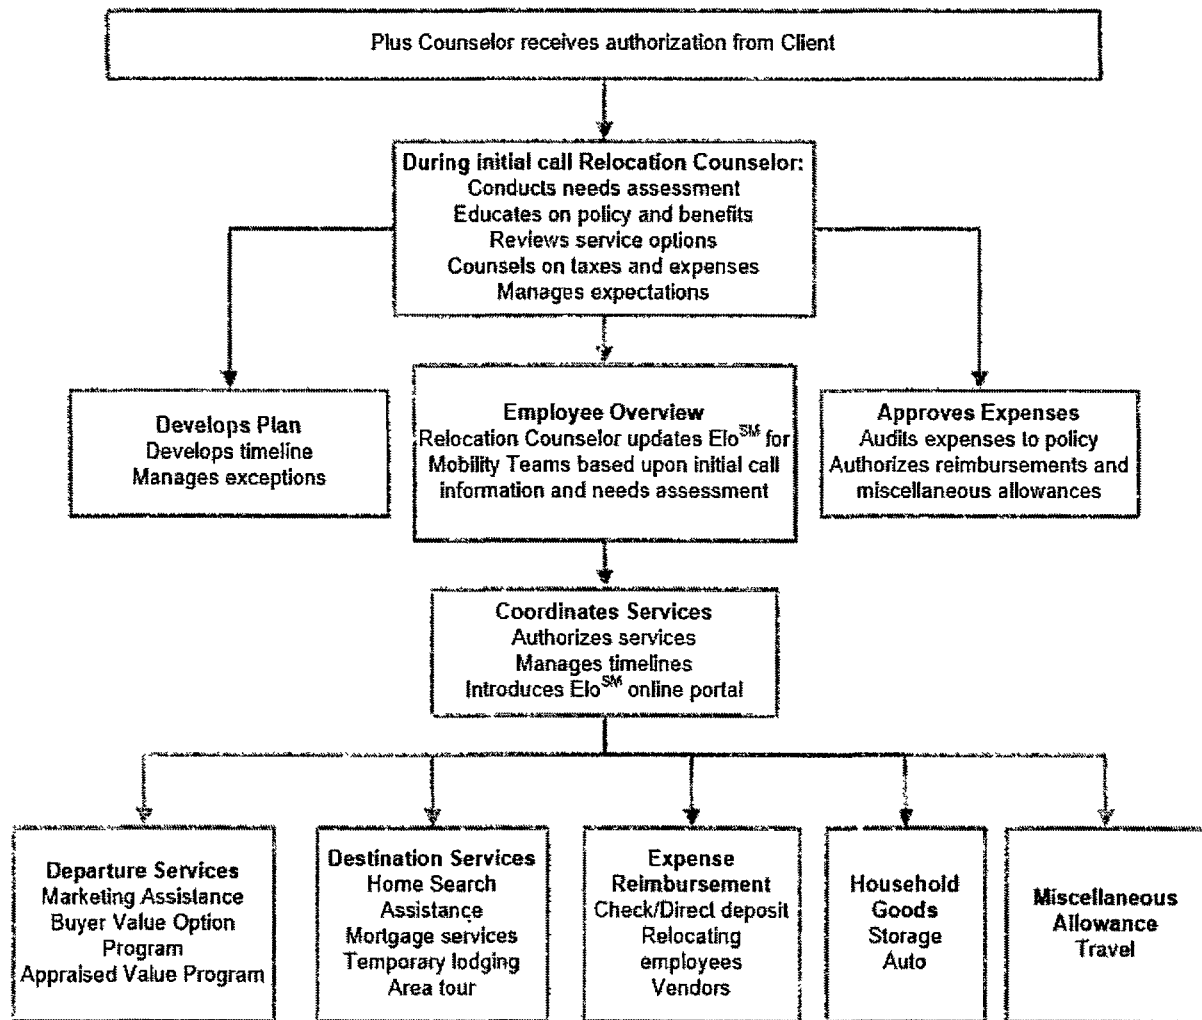 Plus Counselor receives authorization from Client
During initial call Relocation Counselor:
Conducts needs assessment
Educates on policy and benefits
Reviews service options
Counsels on taxes and expenses
Manages expectations
Develops Plan
Develops timeline
Manages exceptions
Employee Overview
Relocation Counselor updates Elo℠ for
Mobility Teams based upon initial call
information and needs assessment
Approves Expenses
Audits expenses to policy
Authorizes reimbursements and
miscellaneous allowances
Coordinates Services
Authorizes services
Manages timelines
Introduces Elo℠ online portal
Departure Services
Marketing Assistance
Buyer Value Option
Program
Appraised Value Program
Destination Services
Home Search
Assistance
Mortgage services
Temporary lodging
Area tour
Expense
Reimbursement
Check/Direct deposit
Relocating
employees
Vendors
Household
Goods
Storage
Auto
Miscellaneous
Allowance
Travel